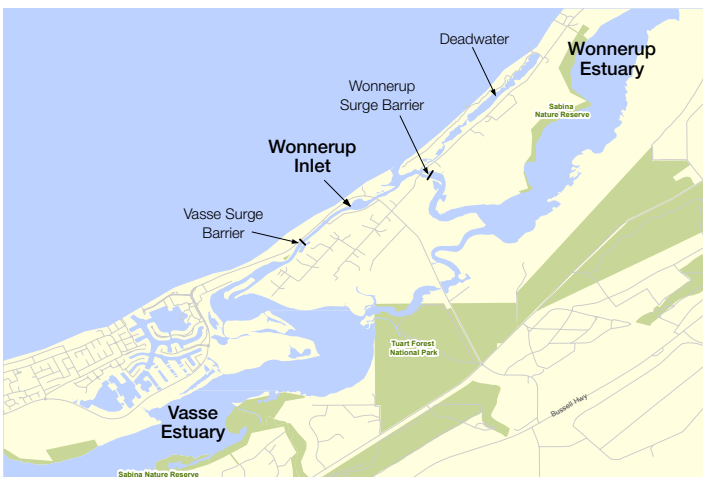 Deadwater
Wonnerup
Estuary
Wonnerup
Surge Barrier
Sabina
Nature Reserve
Wonnerup
Inlet
Vasse Surge
Barrier
Tuart Forest
National Park
Bussell Hwy
Vasse
Estuary
Sabina Nature Reserve